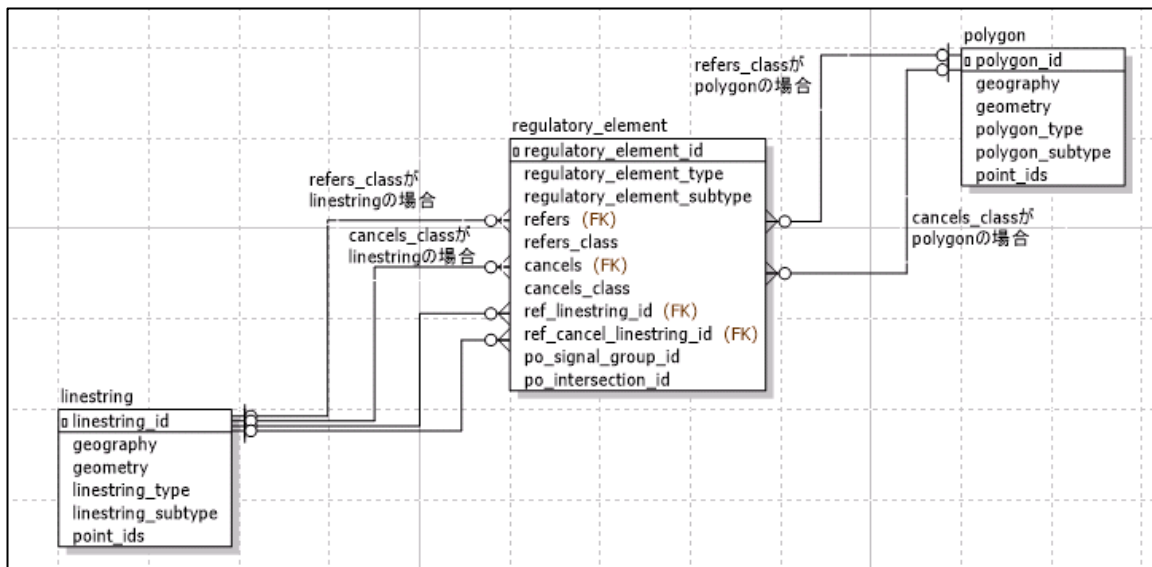 polygon
polygon_id
geography
geometry
polygon_type
polygon_subtype
point_ids
refers_classが
polygonの場合
cancels_classが
polygonの場合
regulatory_element
regulatory_element_id
regulatory_element_type
regulatory_element_subtype
refers (FK)
refers_class
cancels (FK)
cancels_class
ref_linestring_id (FK)
ref_cancel_linestring_id (FK)
po_signal_group_id
po_intersection_id
refers_classが
linestringの場合
cancels_classが
linestringの場合
linestring
linestring_id
geography
geometry
linestring_type
linestring_subtype
point_ids